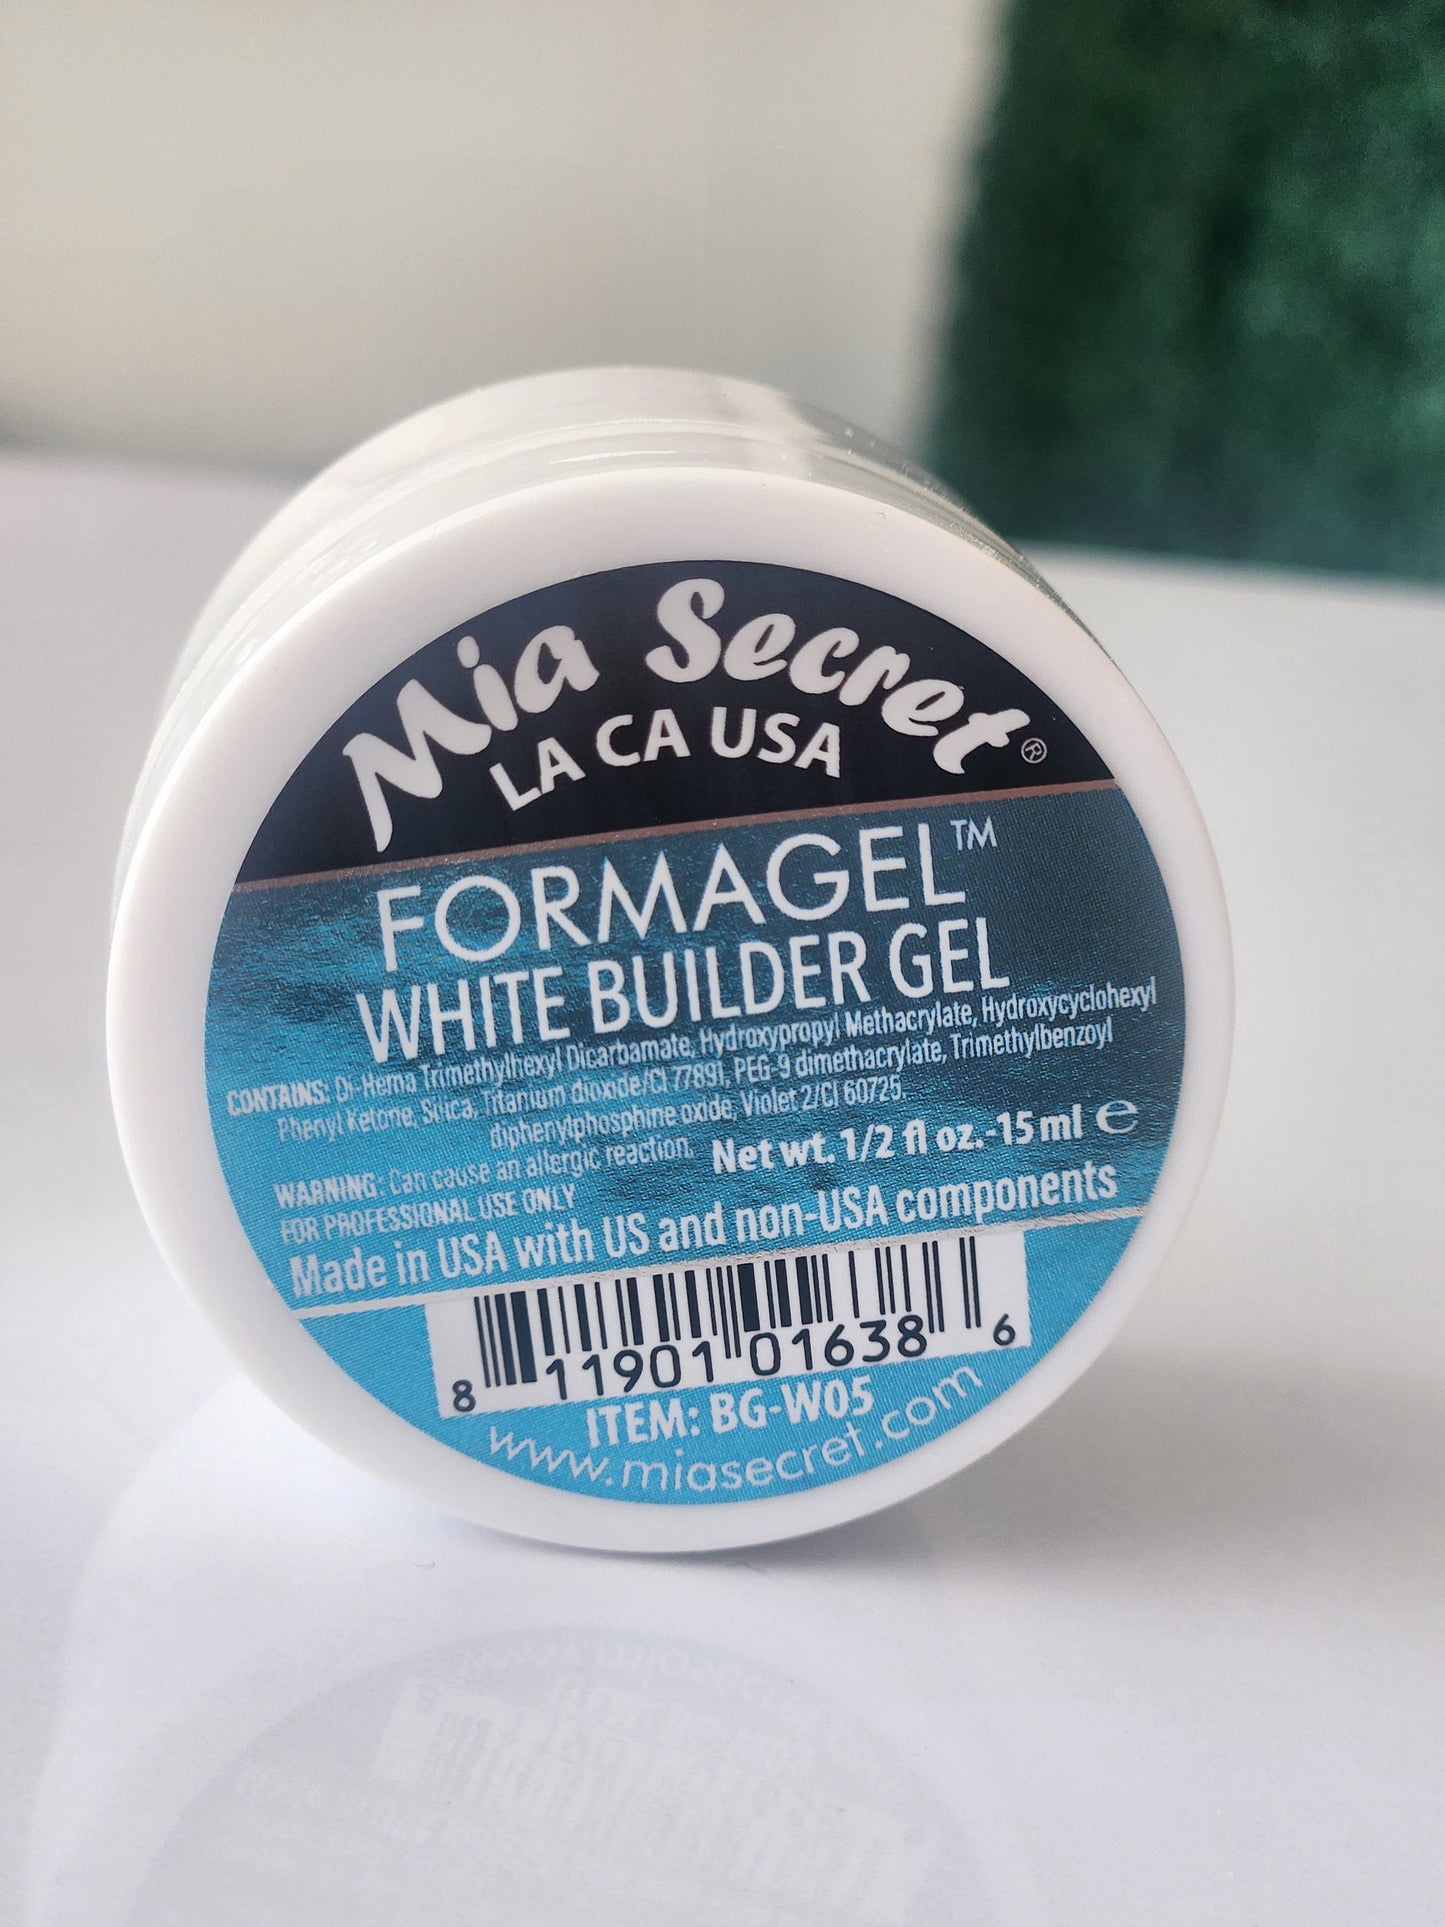 Mia Secret®
LA CA USA
FORMAGEL™
WHITE BUILDER GEL
CONTAINS: Di-Hema Trimethylhexyl Dicarbamate, Hydroxypropyl Methacrylate, Hydroxycyclohexyl
Phenyl Ketone, Silica, Titanium dioxide/CI 77891, PEG-9 dimethacrylate, Trimethylbenzoyl
diphenylphosphine oxide, Violet 2/CI 60725.
WARNING: Can cause an allergic reaction. Net wt. 1/2 fl oz.-15 ml ℮
FOR PROFESSIONAL USE ONLY
Made in USA with US and non-USA components
8 11901 01638 6
ITEM: BG-W05
www.miasecret.com